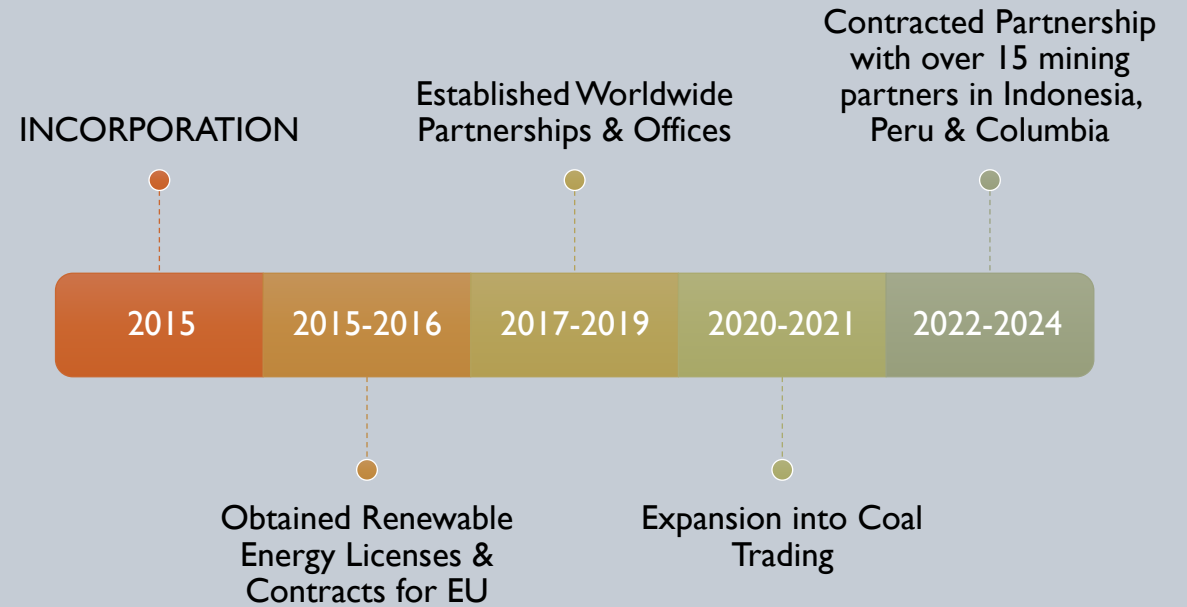 INCORPORATION
Established Worldwide
Partnerships & Offices
Contracted Partnership
with over 15 mining
partners in Indonesia,
Peru & Columbia
2015
2015-2016
2017-2019
2020-2021
2022-2024
Obtained Renewable
Energy Licenses &
Contracts for EU
Expansion into Coal
Trading